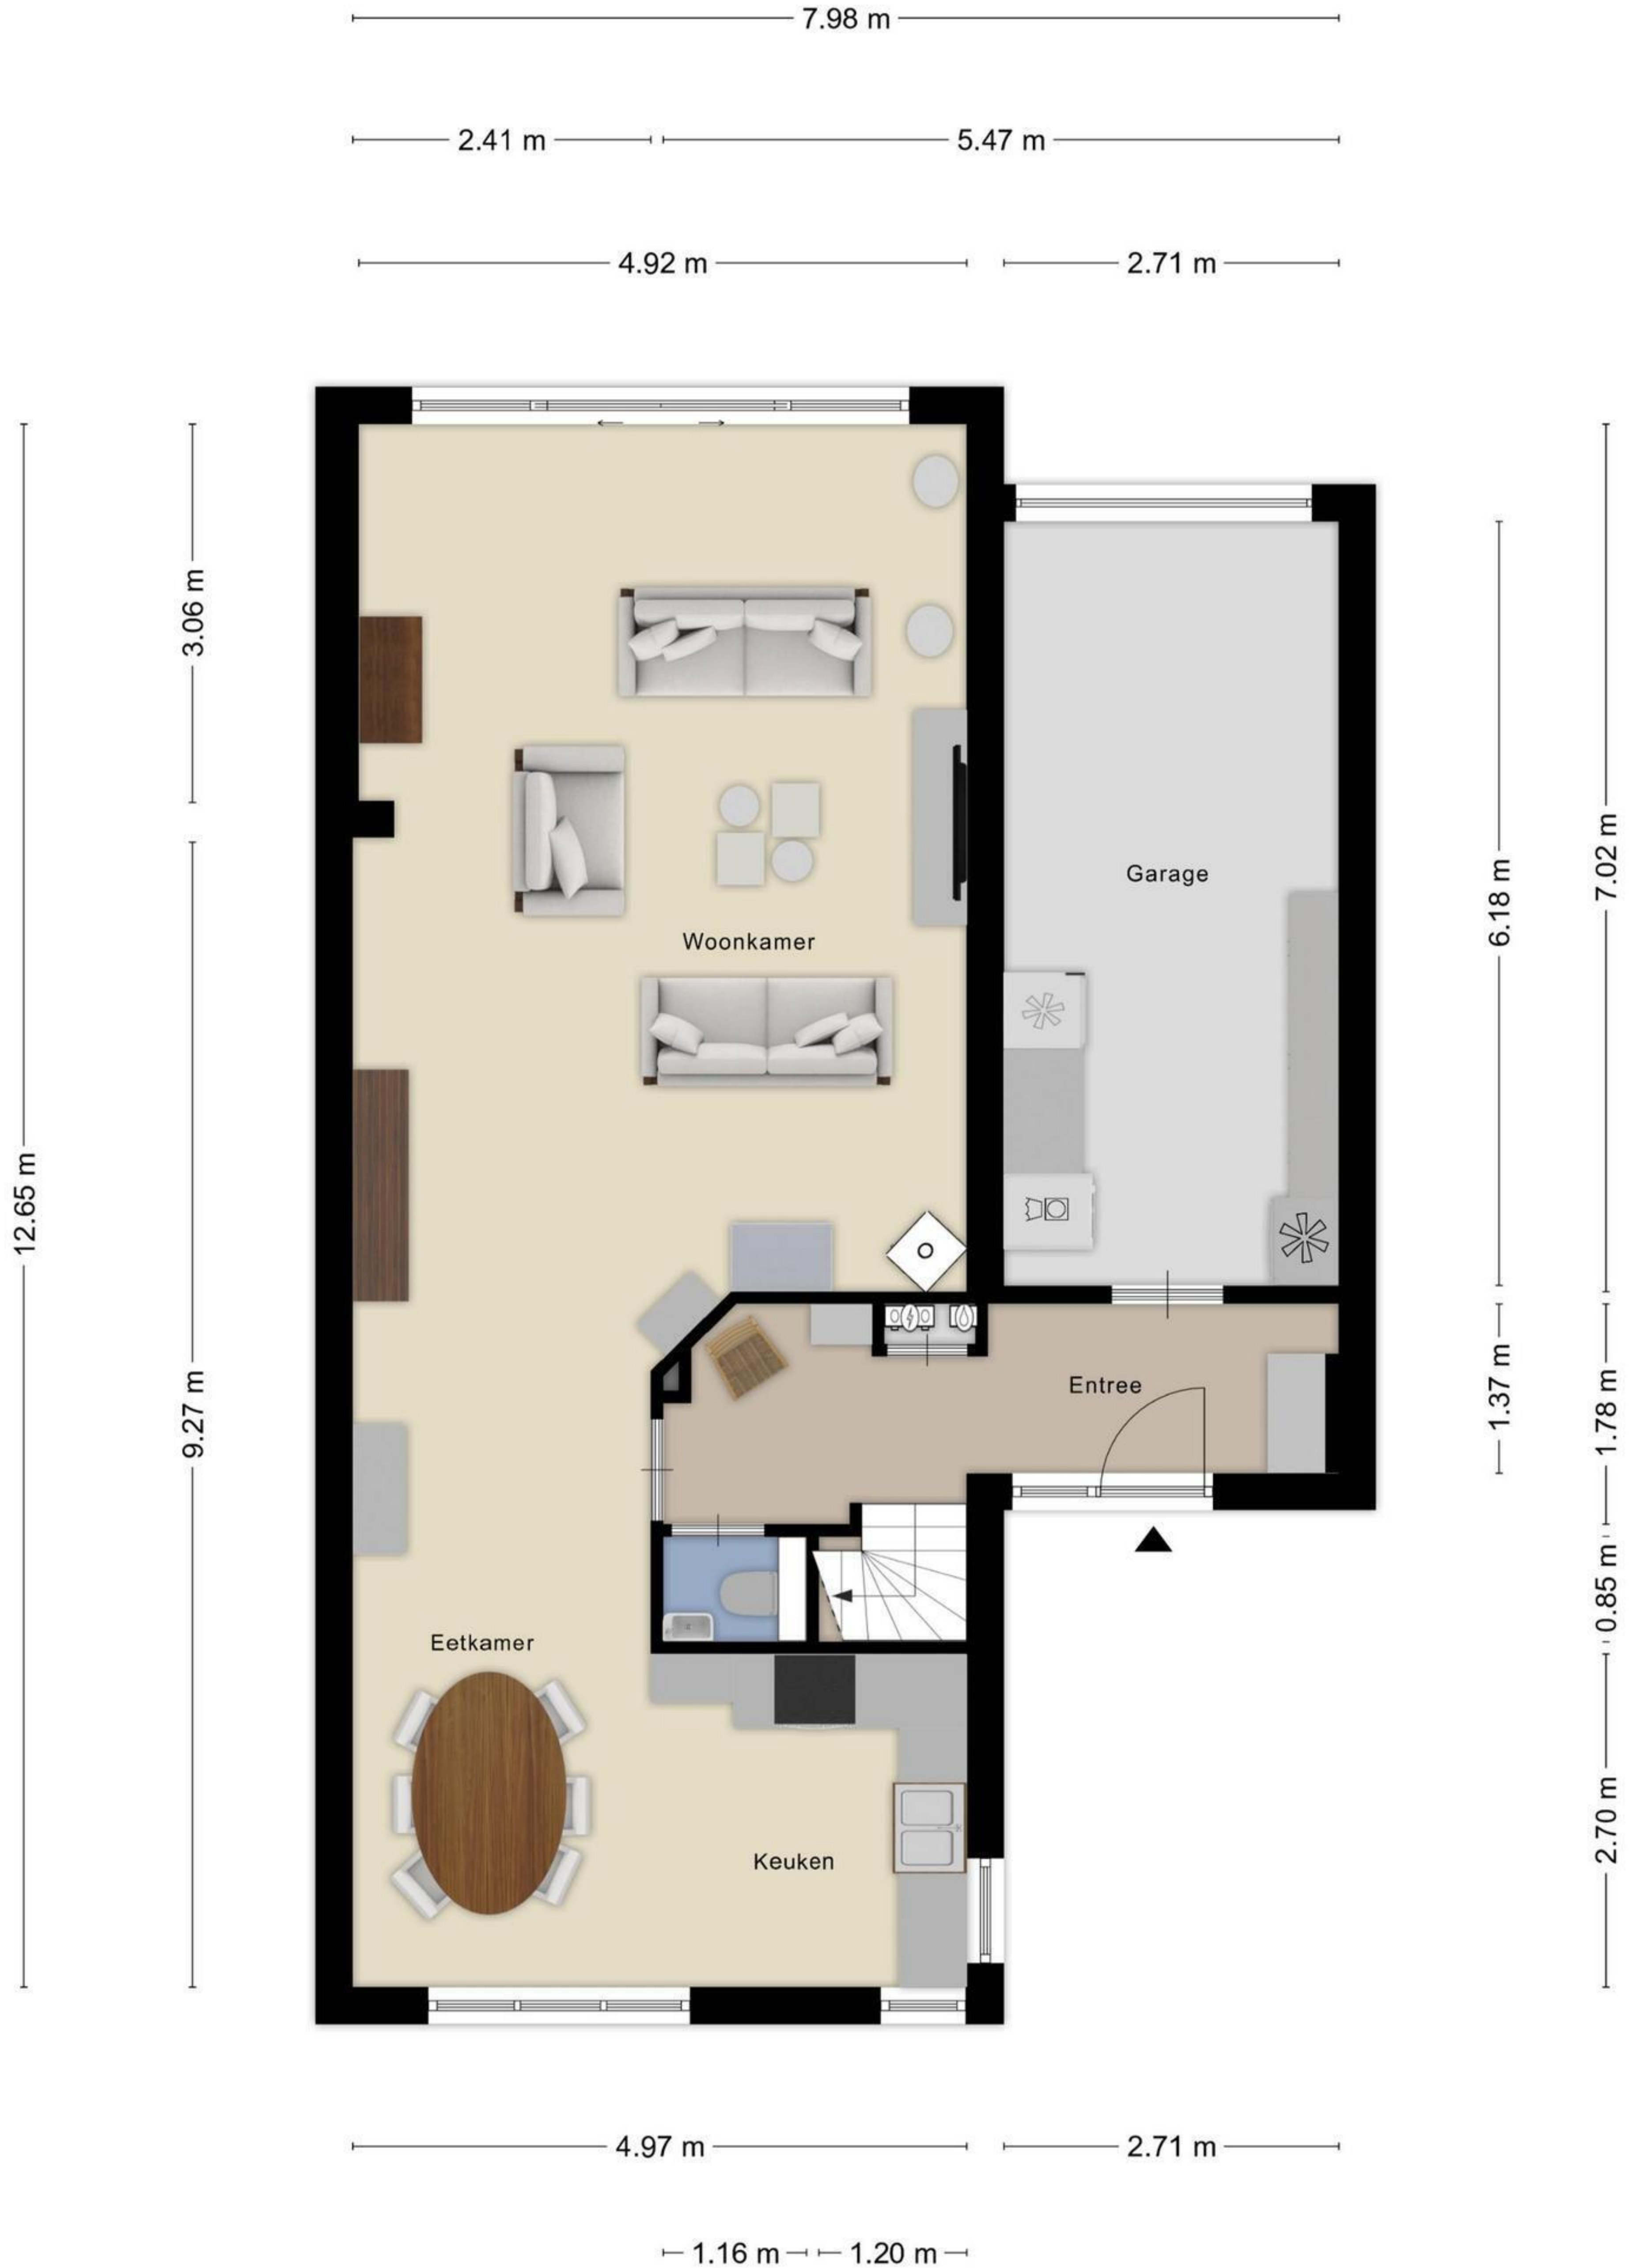 7.98 m
2.41 m
5.47 m
4.92 m
2.71 m
3.06 m
7.02 m
6.18 m
Garage
Woonkamer
12.65 m
9.27 m
Entree
1.37 m
1.78 m
0.85 m
Eetkamer
Keuken
2.70 m
4.97 m
2.71 m
1.16 m
1.20 m